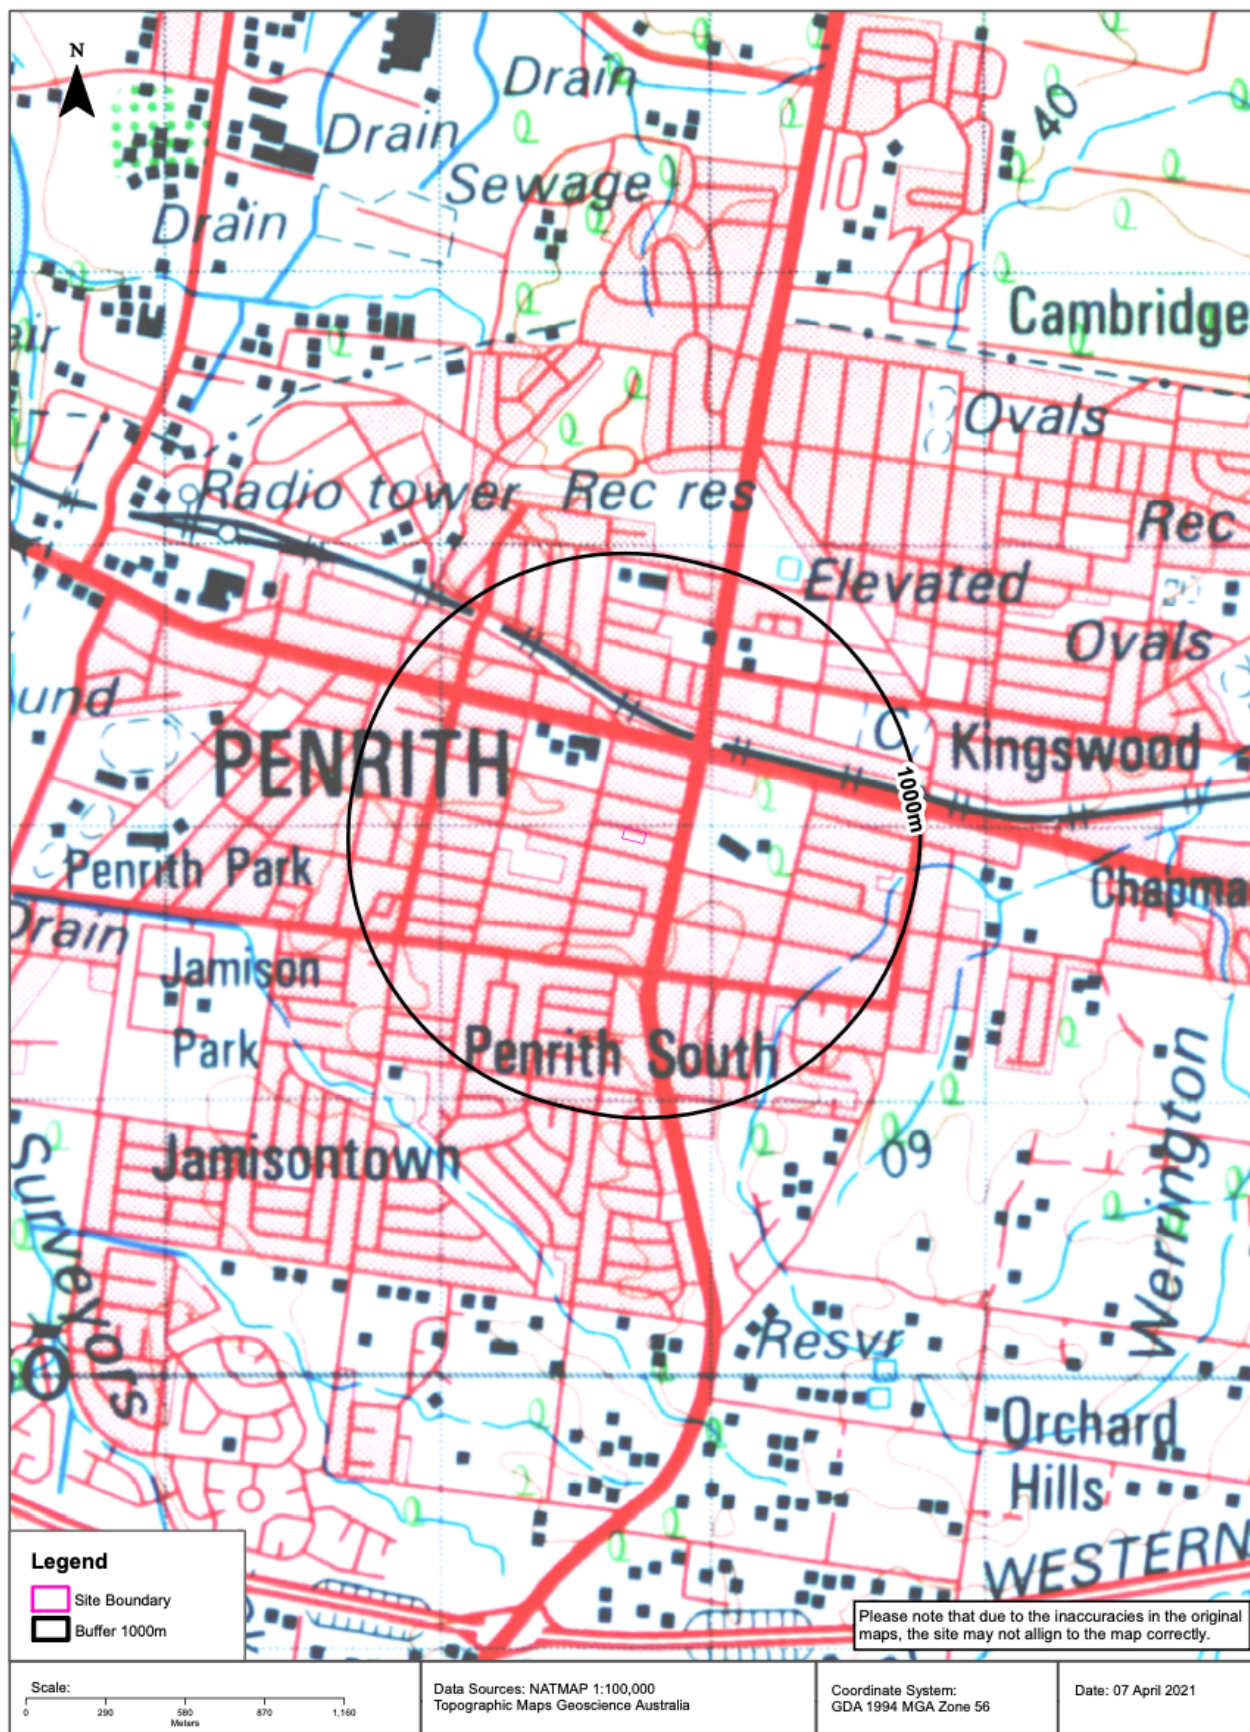 N
Drain
Drain
40
Sewage
Drain
Cambridge
Ovals
Radio tower
Rec res
Rec
Elevated
Ovals
und
C
Kingswood
PENRITH
1000m
Penrith Park
Chapma
Drain
Jamison
Park
Penrith South
Werrington
Jamisontown
60
Surveyors
Resvr
Orchard
Hills
WESTERN
Legend
Site Boundary
Buffer 1000m
Please note that due to the inaccuracies in the original
maps, the site may not allign to the map correctly.
Scale:
0 290 580 870 1,160
Meters
Data Sources: NATMAP 1:100,000
Topographic Maps Geoscience Australia
Coordinate System:
GDA 1994 MGA Zone 56
Date: 07 April 2021